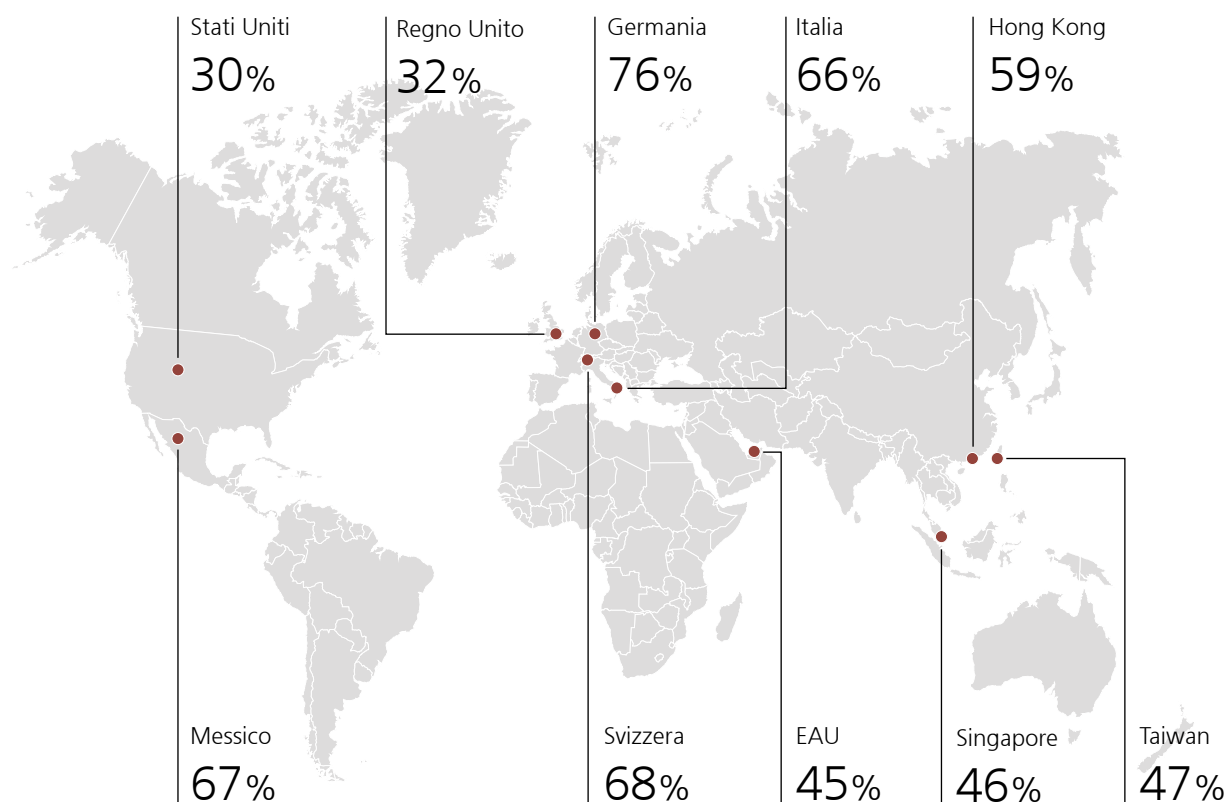 Stati Uniti
30%
Regno Unito
32%
Germania
76%
Italia
66%
Hong Kong
59%
Messico
67%
Svizzera
68%
EAU
45%
Singapore
46%
Taiwan
47%